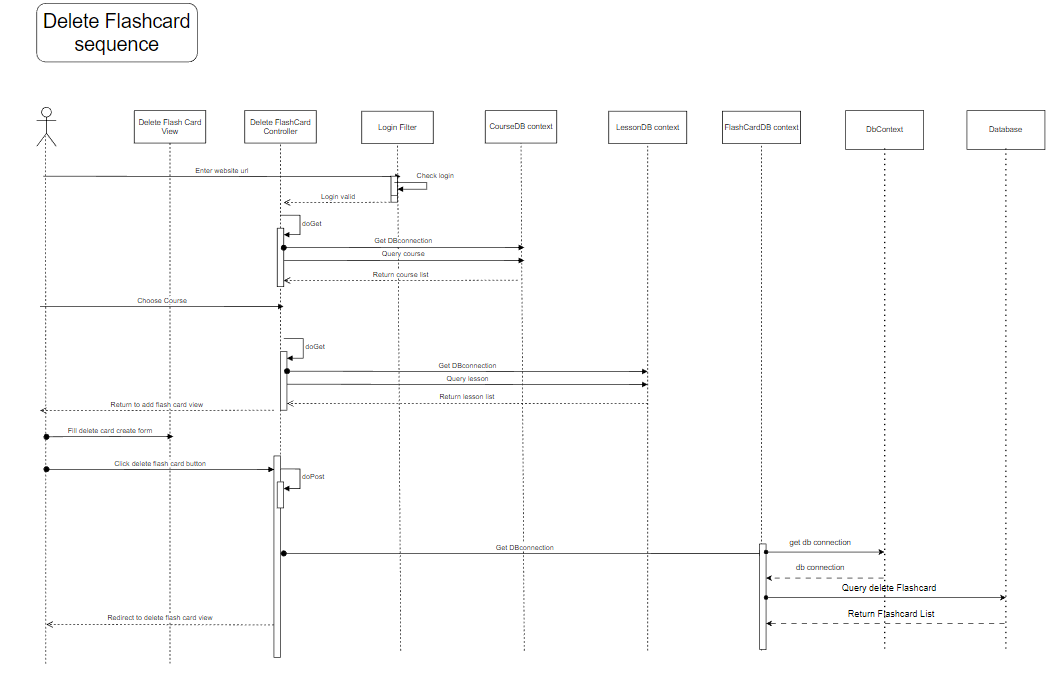 Delete Flashcard
sequence
Delete Flash Card
View
Delete FlashCard
Controller
Login Filter
CourseDB context
LessonDB context
FlashCardDB context
DbContext
Database
Enter website url
Check login
Login valid
doGet
Get DBconnection
Query course
Return course list
Choose Course
doGet
Get DBconnection
Query lesson
Return lesson list
Return to add flash card view
Fill delete card create form
Click delete flash card button
doPost
Get DBconnection
get db connection
db connection
Query delete Flashcard
Return Flashcard List
Redirect to delete flash card view